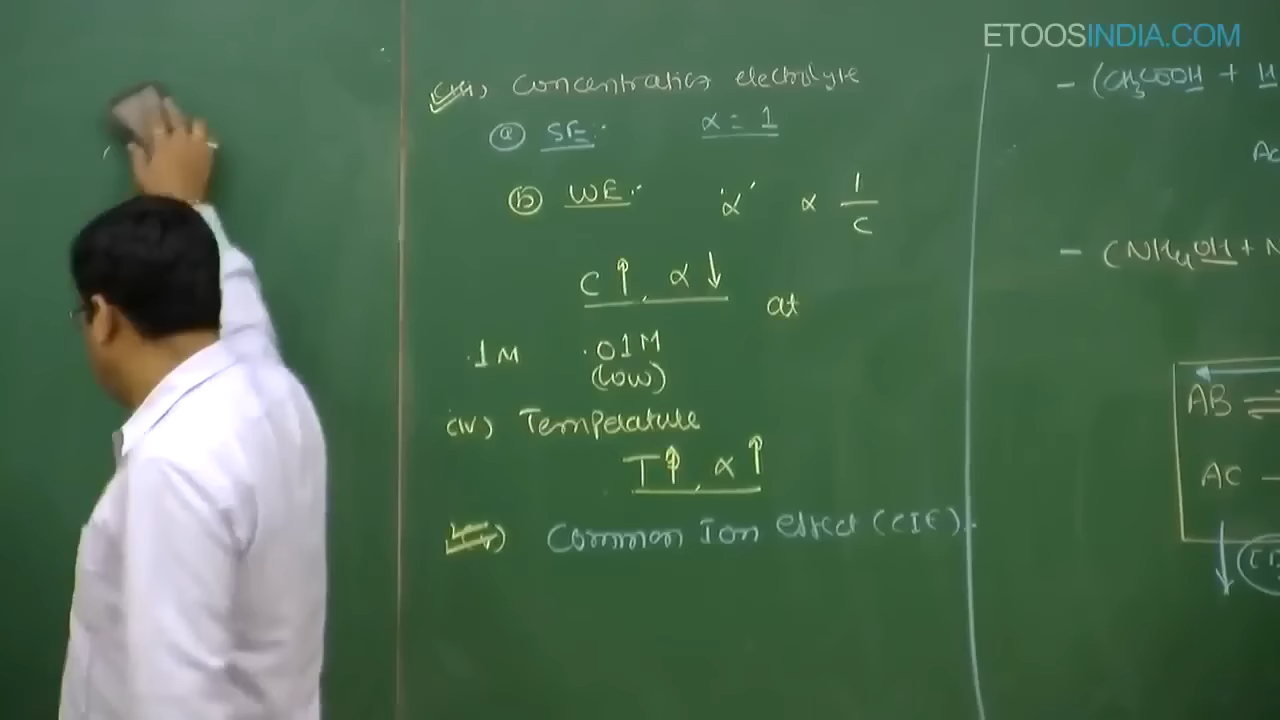 ETOOSINDIA.COM
(iii) Concentration electrolyte
(a) SE:- α = 1
(b) WE:- 'α' ∝ 1/C
C↑, α↓ at
.1M .01M
(low)
(iv) Temperature
T↑, α↑
(v) Common Ion effect (CIE):-
- (CH3COOH + H
Ac
- (NH4OH + N
AB ⇌
AC -